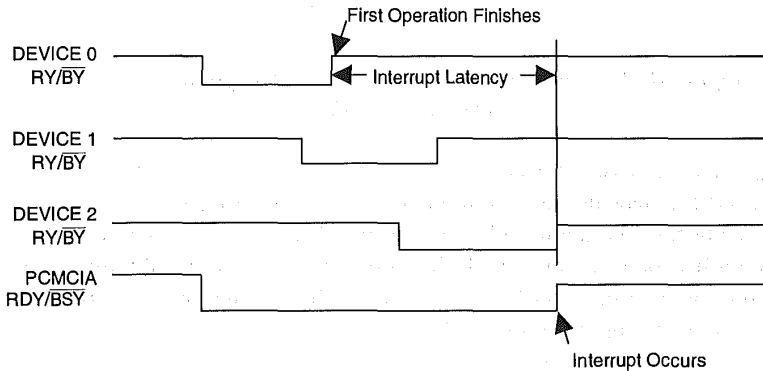 First Operation Finishes
DEVICE 0
RY/BY
Interrupt Latency
DEVICE 1
RY/BY
DEVICE 2
RY/BY
PCMCIA
RDY/BSY
Interrupt Occurs